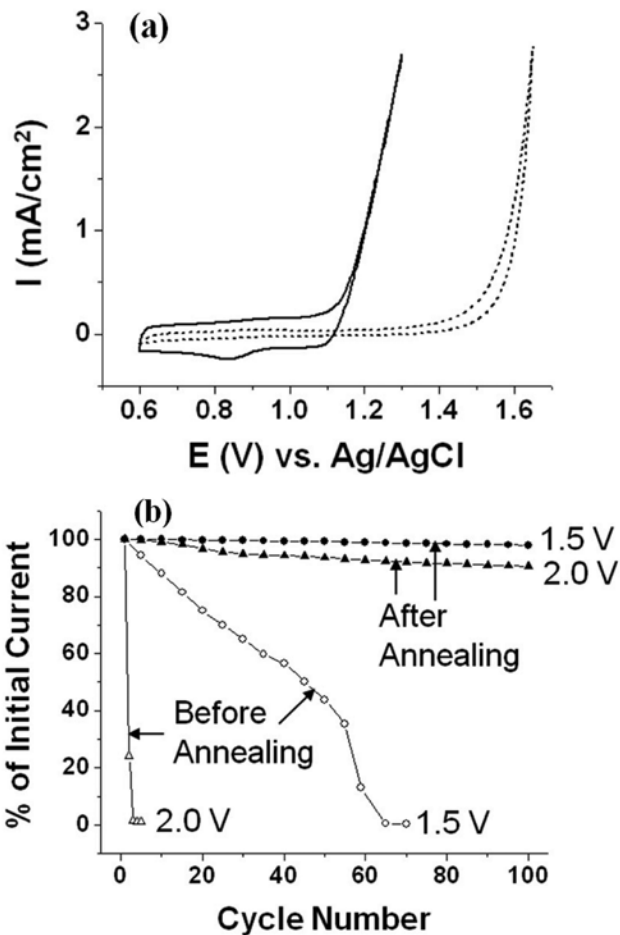 (a)
3
2
1
0
I (mA/cm²)
0.6 0.8 1.0 1.2 1.4 1.6
E (V) vs. Ag/AgCl
(b)
100
80
60
40
20
0
% of Initial Current
1.5 V
2.0 V
After
Annealing
Before
Annealing
2.0 V
1.5 V
0 20 40 60 80 100
Cycle Number